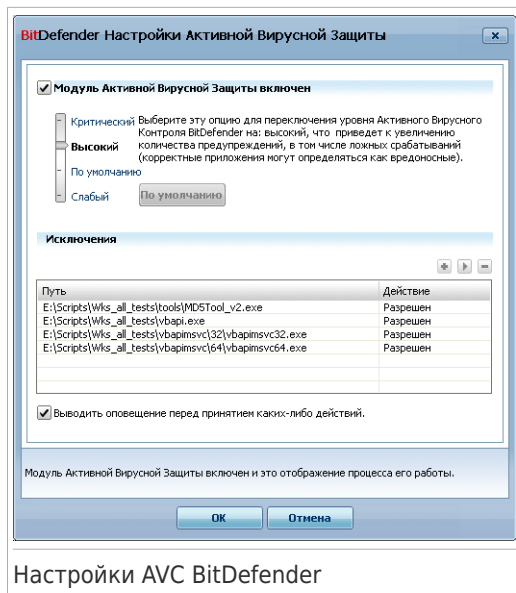 BitDefender Настройки Активной Вирусной Защиты
Модуль Активной Вирусной Защиты включен
Критический
Высокий
По умолчанию
Слабый
Выберите эту опцию для переключения уровня Активного Вирусного
Контроля BitDefender на: высокий, что приведет к увеличению
количества предупреждений, в том числе ложных срабатываний
(корректные приложения могут определяться как вредоносные).
По умолчанию
Исключения
Путь Действие
E:\Scripts\Wks_all_tests\tools\MD5Tool_v2.exe Разрешен
E:\Scripts\Wks_all_tests\vbapi.exe Разрешен
E:\Scripts\Wks_all_tests\vbapimsvc\32\vbapimsvc32.exe Разрешен
E:\Scripts\Wks_all_tests\vbapimsvc\64\vbapimsvc64.exe Разрешен
Выводить оповещение перед принятием каких-либо действий.
Модуль Активной Вирусной Защиты включен и это отображение процесса его работы.
OK Отмена
Настройки AVC BitDefender